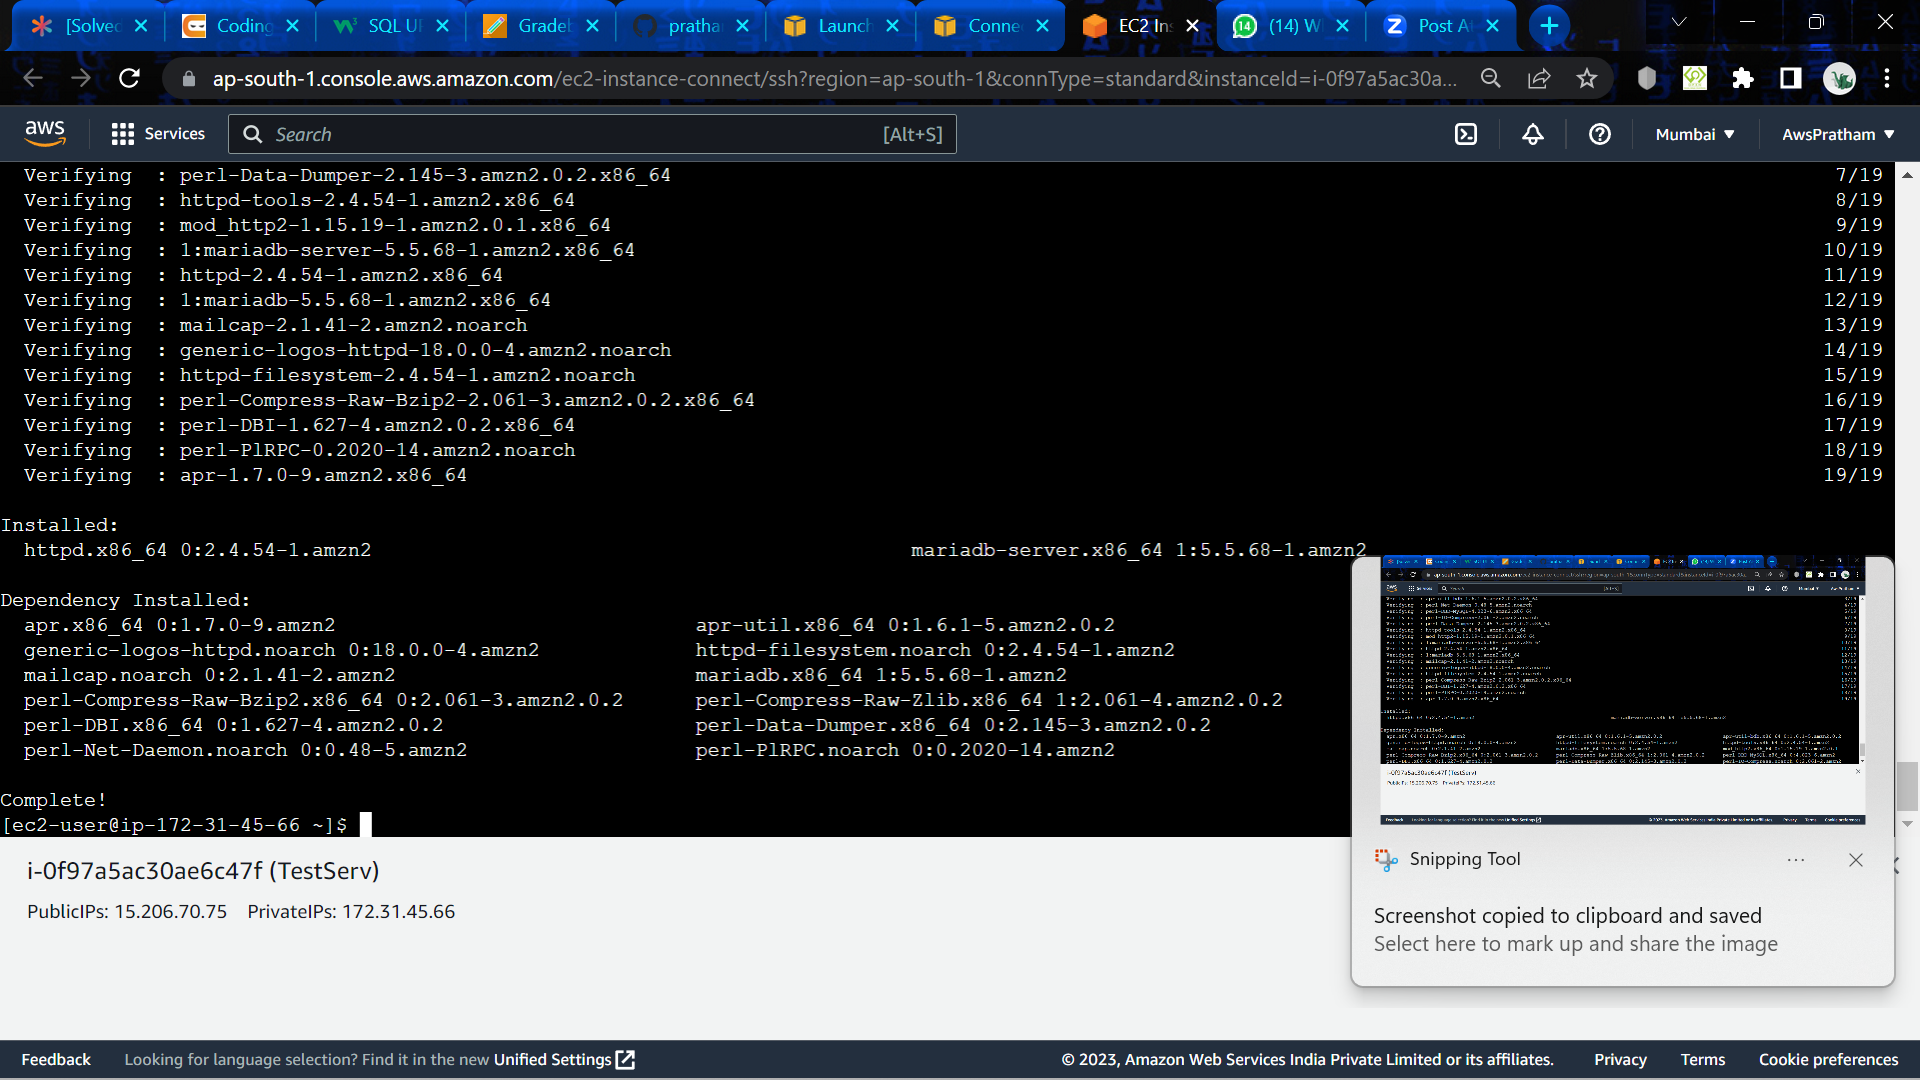 [Solved
Coding
SQL U
Grade
pratha
Launch
Conne
EC2 Ins
14
(14) W
Post A
ap-south-1.console.aws.amazon.com/ec2-instance-connect/ssh?region=ap-south-1&connType=standard&instanceId=i-0f97a5ac30a...
aws
Services
Search
[Alt+S]
Mumbai
AwsPratham
Verifying : perl-Data-Dumper-2.145-3.amzn2.0.2.x86_64 7/19
Verifying : httpd-tools-2.4.54-1.amzn2.x86_64 8/19
Verifying : mod_http2-1.15.19-1.amzn2.0.1.x86_64 9/19
Verifying : 1:mariadb-server-5.5.68-1.amzn2.x86_64 10/19
Verifying : httpd-2.4.54-1.amzn2.x86_64 11/19
Verifying : 1:mariadb-5.5.68-1.amzn2.x86_64 12/19
Verifying : mailcap-2.1.41-2.amzn2.noarch 13/19
Verifying : generic-logos-httpd-18.0.0-4.amzn2.noarch 14/19
Verifying : httpd-filesystem-2.4.54-1.amzn2.noarch 15/19
Verifying : perl-Compress-Raw-Bzip2-2.061-3.amzn2.0.2.x86_64 16/19
Verifying : perl-DBI-1.627-4.amzn2.0.2.x86_64 17/19
Verifying : perl-PlRPC-0.2020-14.amzn2.noarch 18/19
Verifying : apr-1.7.0-9.amzn2.x86_64 19/19
Installed:
httpd.x86_64 0:2.4.54-1.amzn2 mariadb-server.x86_64 1:5.5.68-1.amzn2
Dependency Installed:
apr.x86_64 0:1.7.0-9.amzn2 apr-util.x86_64 0:1.6.1-5.amzn2.0.2
generic-logos-httpd.noarch 0:18.0.0-4.amzn2 httpd-filesystem.noarch 0:2.4.54-1.amzn2
mailcap.noarch 0:2.1.41-2.amzn2 mariadb.x86_64 1:5.5.68-1.amzn2
perl-Compress-Raw-Bzip2.x86_64 0:2.061-3.amzn2.0.2 perl-Compress-Raw-Zlib.x86_64 1:2.061-4.amzn2.0.2
perl-DBI.x86_64 0:1.627-4.amzn2.0.2 perl-Data-Dumper.x86_64 0:2.145-3.amzn2.0.2
perl-Net-Daemon.noarch 0:0.48-5.amzn2 perl-PlRPC.noarch 0:0.2020-14.amzn2
Complete!
[ec2-user@ip-172-31-45-66 ~]$
i-0f97a5ac30ae6c47f (TestServ)
PublicIPs: 15.206.70.75 PrivateIPs: 172.31.45.66
Snipping Tool
Screenshot copied to clipboard and saved
Select here to mark up and share the image
Feedback
Looking for language selection? Find it in the new Unified Settings
© 2023, Amazon Web Services India Private Limited or its affiliates.
Privacy
Terms
Cookie preferences